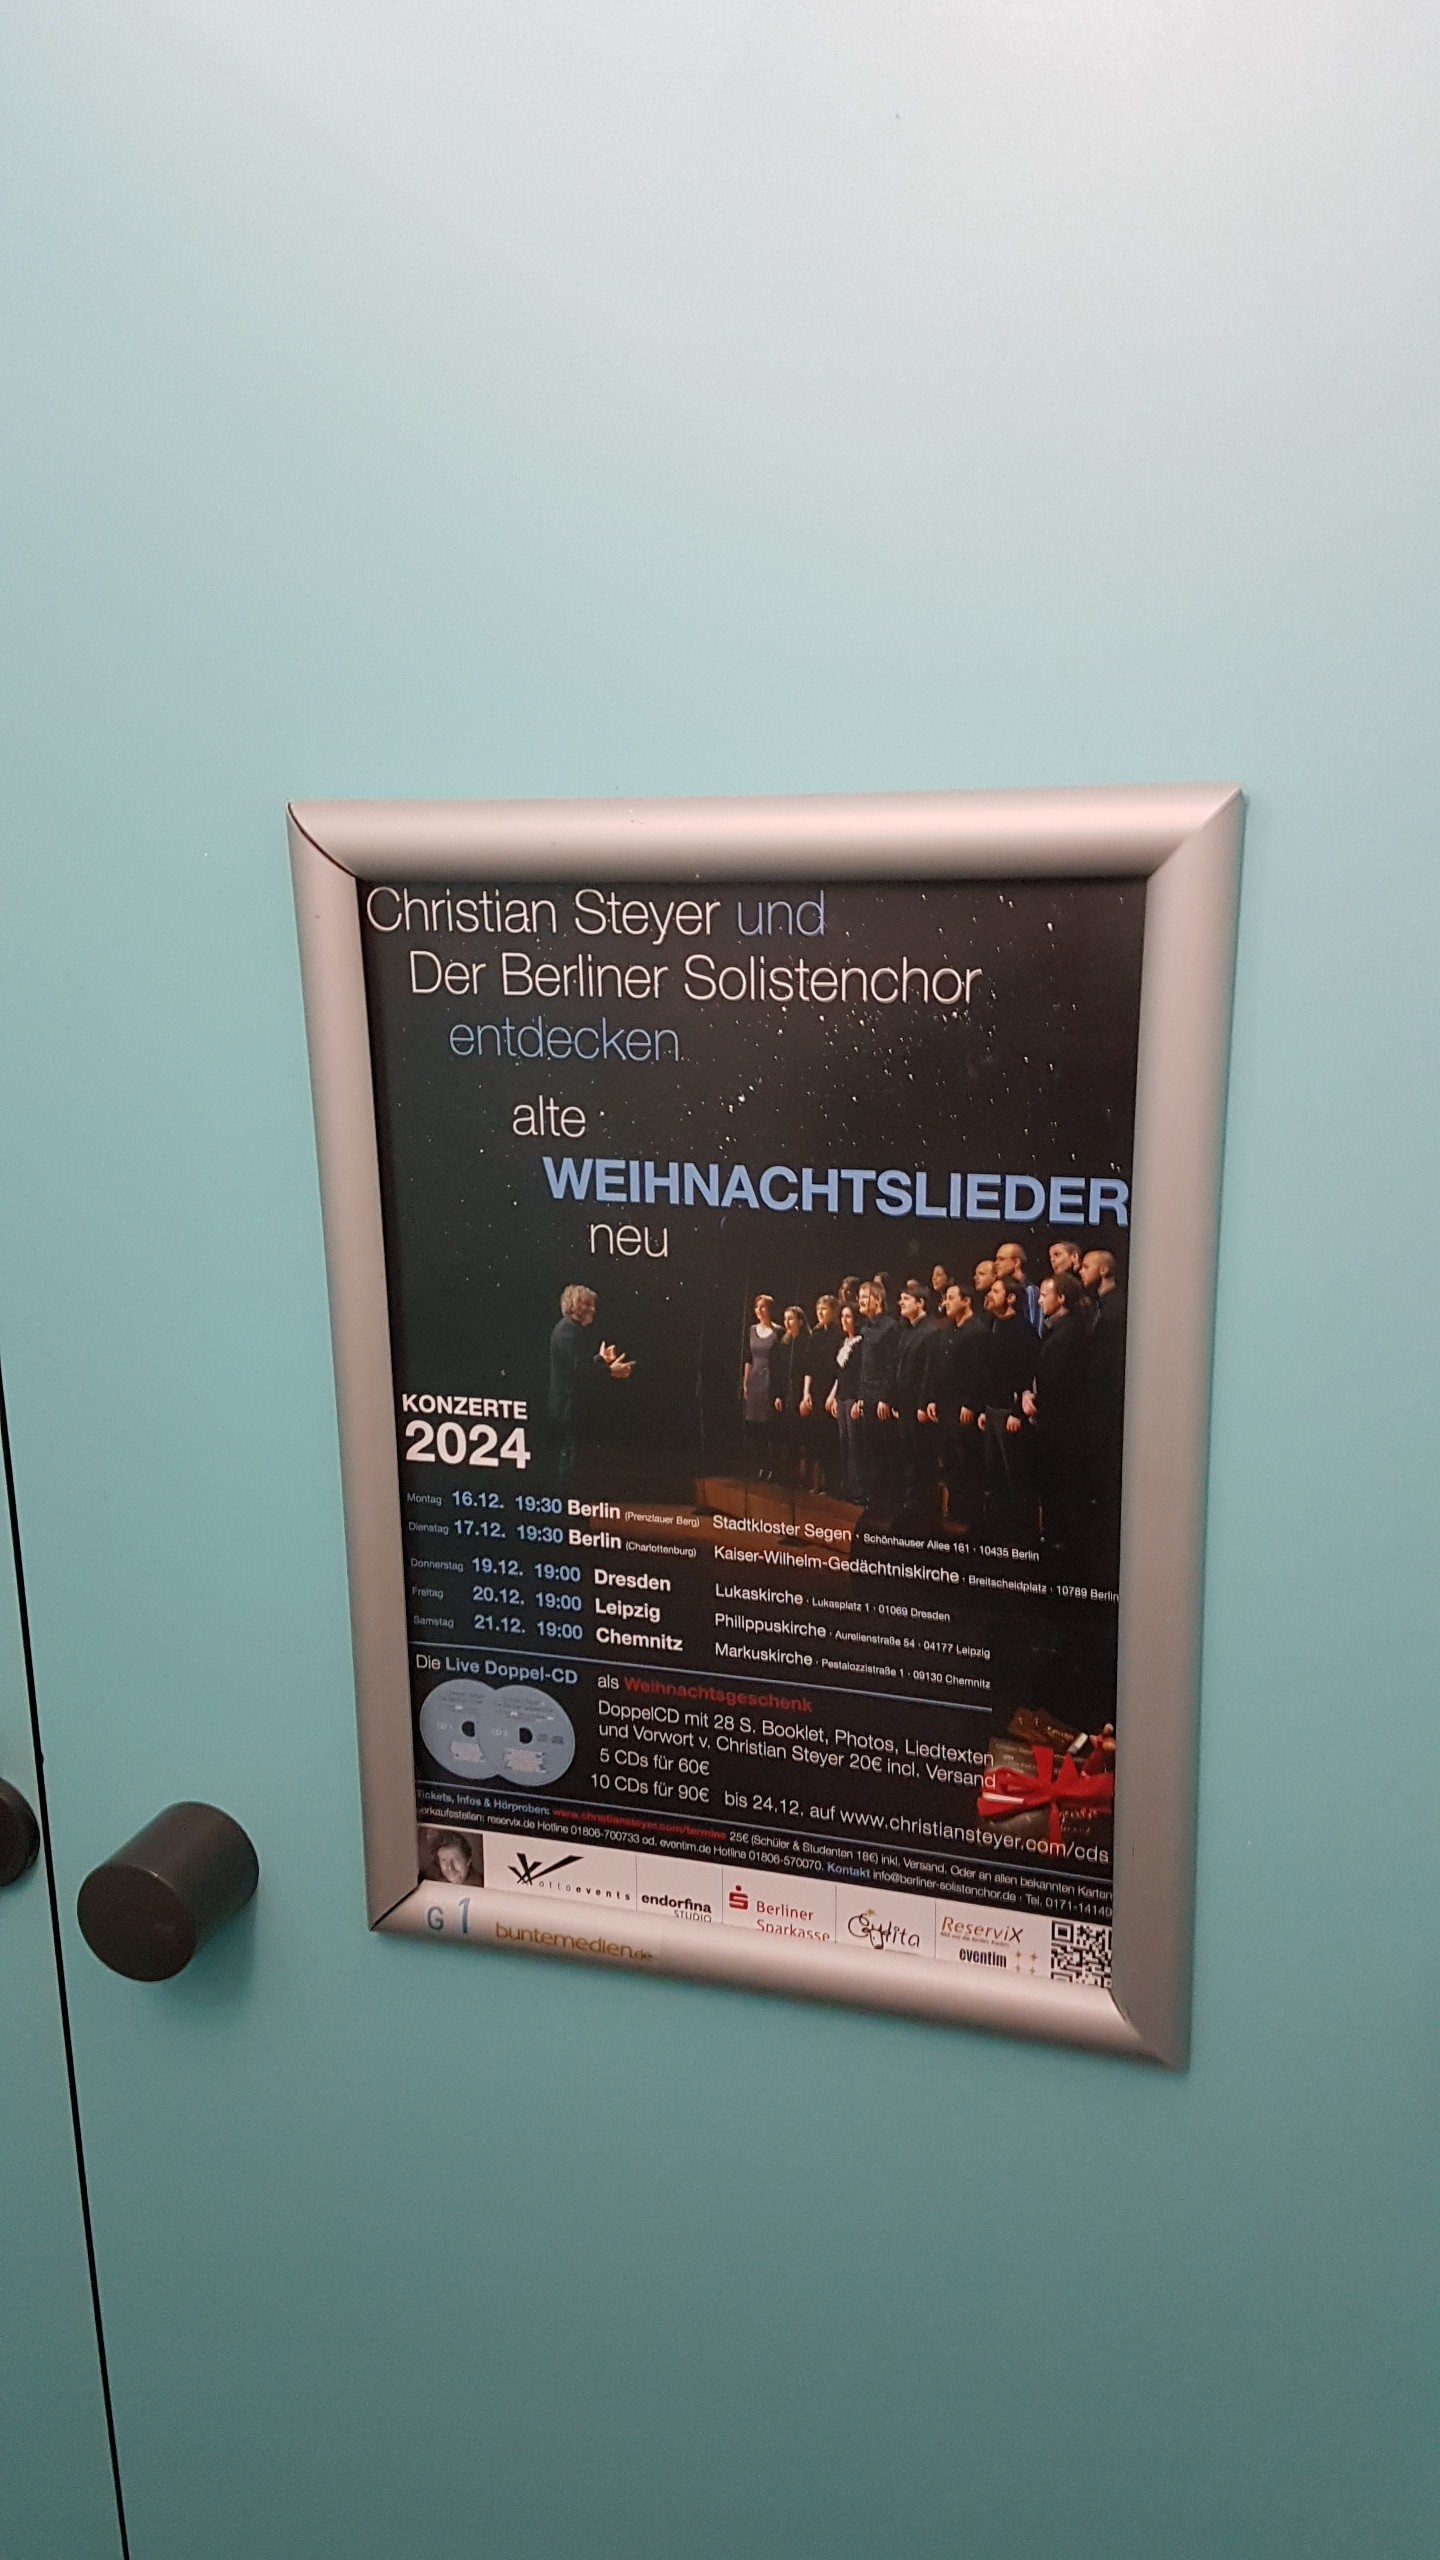 Christian Steyer und
Der Berliner Solistenchor
entdecken
alte
WEIHNACHTSLIEDER
neu
KONZERTE
2024
Montag 16.12. 19:30 Berlin (Prenzlauer Berg) Stadtkloster Segen · Schönhauser Allee 161 · 10435 Berlin
Dienstag 17.12. 19:30 Berlin (Charlottenburg) Kaiser-Wilhelm-Gedächtniskirche · Breitscheidplatz · 10789 Berlin
Donnerstag 19.12. 19:00 Dresden Lukaskirche · Lukasplatz 1 · 01069 Dresden
Freitag 20.12. 19:00 Leipzig Philippuskirche · Aurelienstraße 54 · 04177 Leipzig
Samstag 21.12. 19:00 Chemnitz Markuskirche · Pestalozzistraße 1 · 09130 Chemnitz
Die Live Doppel-CD als Weihnachtsgeschenk
DoppelCD mit 28 S. Booklet, Photos, Liedtexten
und Vorwort v. Christian Steyer 20€ incl. Versand
5 CDs für 60€
10 CDs für 90€ bis 24.12. auf www.christiansteyer.com/cds
Tickets, Infos & Hörproben: www.christiansteyer.com/termine 25€ (Schüler & Studenten 18€) inkl. Versand. Oder an allen bekannten Karten
vorkaufsstellen: reservix.de Hotline 01806-700733 od. eventim.de Hotline 01806-570070. Kontakt info@berliner-solistenchor.de · Tel. 0171-14140
ottoevents
endorfina
STUDIO
Berliner
Sparkasse
ReserviX
eventim
G 1 buntemedien.de